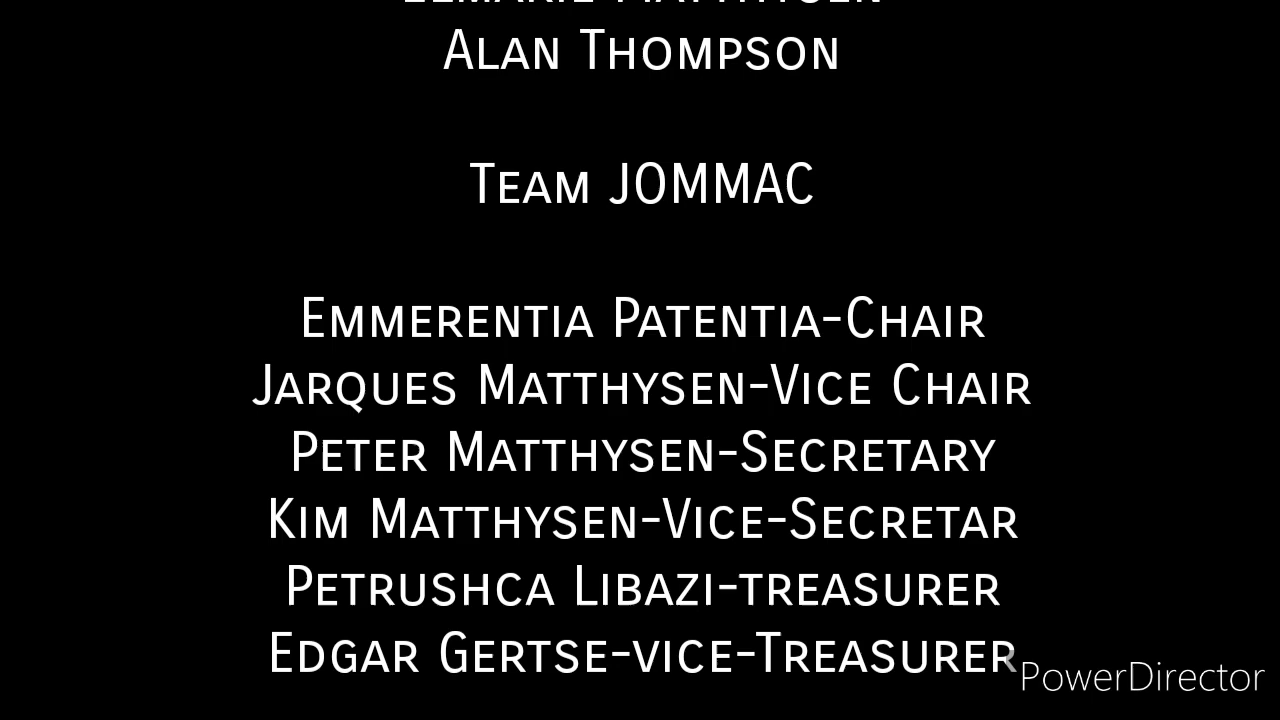 Alan Thompson
Team JOMMAC
Emmerentia Patentia-Chair
Jarques Matthysen-Vice Chair
Peter Matthysen-Secretary
Kim Matthysen-Vice-Secretar
Petrushca Libazi-treasurer
Edgar Gertse-vice-Treasurer
PowerDirector